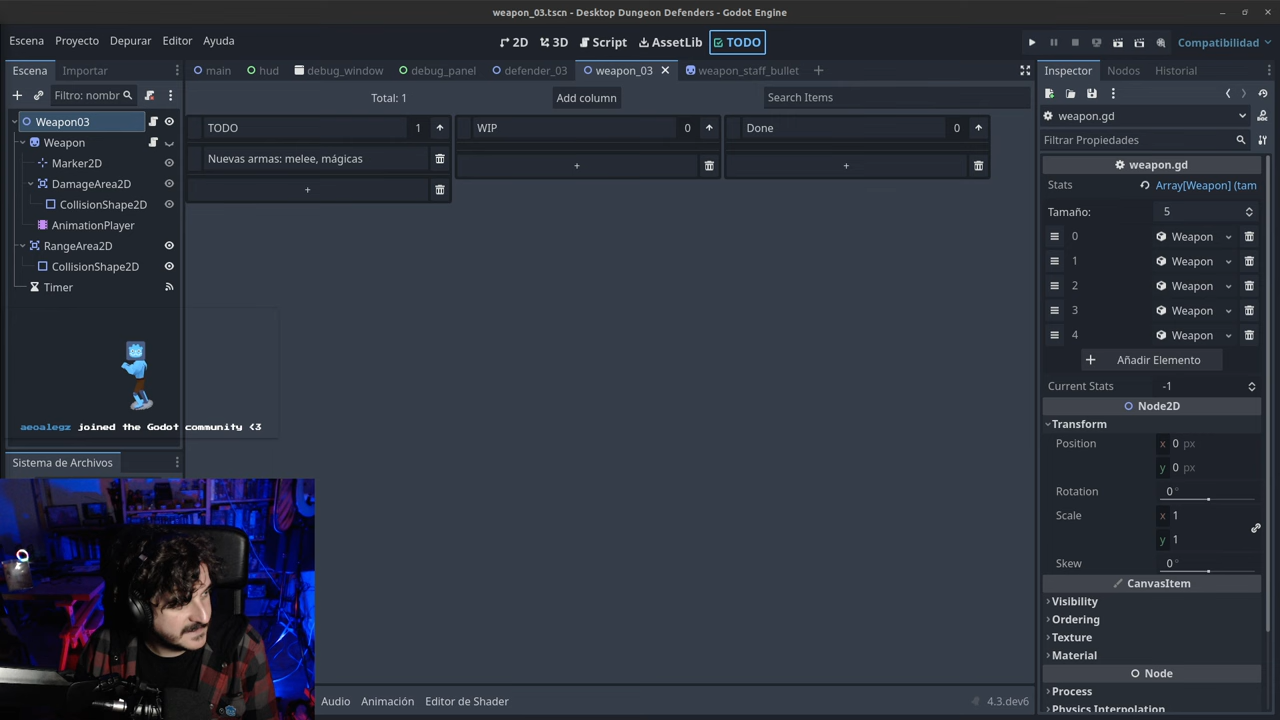 weapon_03.tscn - Desktop Dungeon Defenders - Godot Engine
Escena Proyecto Depurar Editor Ayuda
2D 3D Script AssetLib TODO
Compatibilidad
Escena Importar
main hud debug_window debug_panel defender_03 weapon_03 weapon_staff_bullet
Inspector Nodos Historial
Filtro: nombr
Total: 1 Add column Search Items
weapon.gd
Weapon03
TODO 1
WIP 0
Done 0
Filtrar Propiedades
Weapon
Marker2D
DamageArea2D
CollisionShape2D
AnimationPlayer
RangeArea2D
CollisionShape2D
Timer
Nuevas armas: melee, mágicas
+
+
+
weapon.gd
Stats Array[Weapon] (tam
Tamaño: 5
0 Weapon
1 Weapon
2 Weapon
3 Weapon
4 Weapon
Añadir Elemento
Current Stats -1
Node2D
Transform
Position x 0 px
y 0 px
Rotation 0 °
Scale x 1
y 1
Skew 0 °
CanvasItem
Visibility
Ordering
Texture
Material
Node
Process
Physics Interpolation
aeoalegz joined the Godot community <3
Sistema de Archivos
Audio Animación Editor de Shader
4.3.dev6